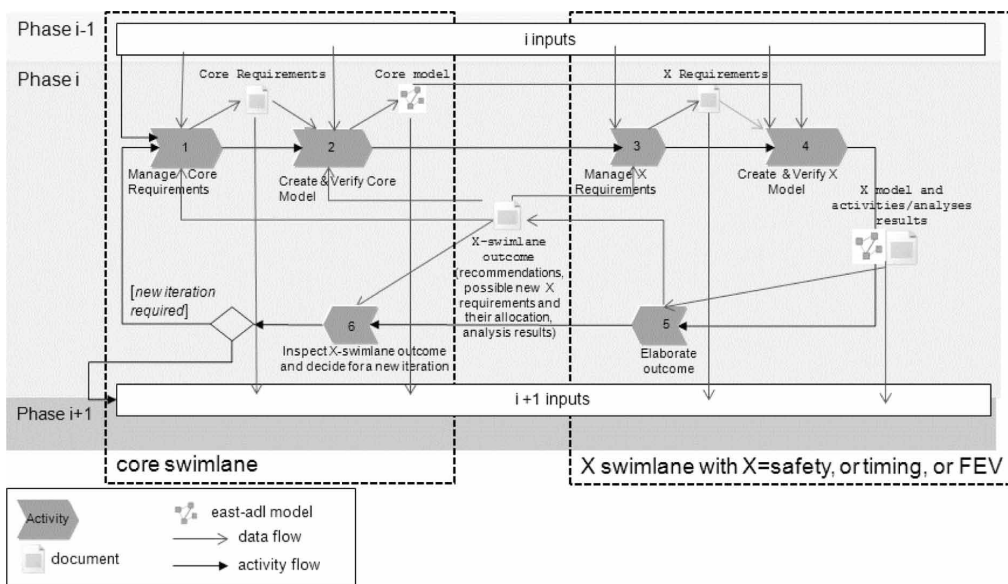 Phase i-1
i inputs
Phase i
Core Requirements
Core model
X Requirements
1
2
3
4
Manage Core
Requirements
Create & Verify Core
Model
Manage X
Requirements
Create & Verify X
Model
X model and
activities/analyses
results
X-swimlane
outcome
(recommendations,
possible new X
requirements and
their allocation,
analysis results)
[new iteration
required]
6
5
Inspect X-swimlane outcome
and decide for a new iteration
Elaborate
outcome
i +1 inputs
Phase i+1
core swimlane
X swimlane with X=safety, or timing, or FEV
Activity
east-adl model
data flow
document
activity flow